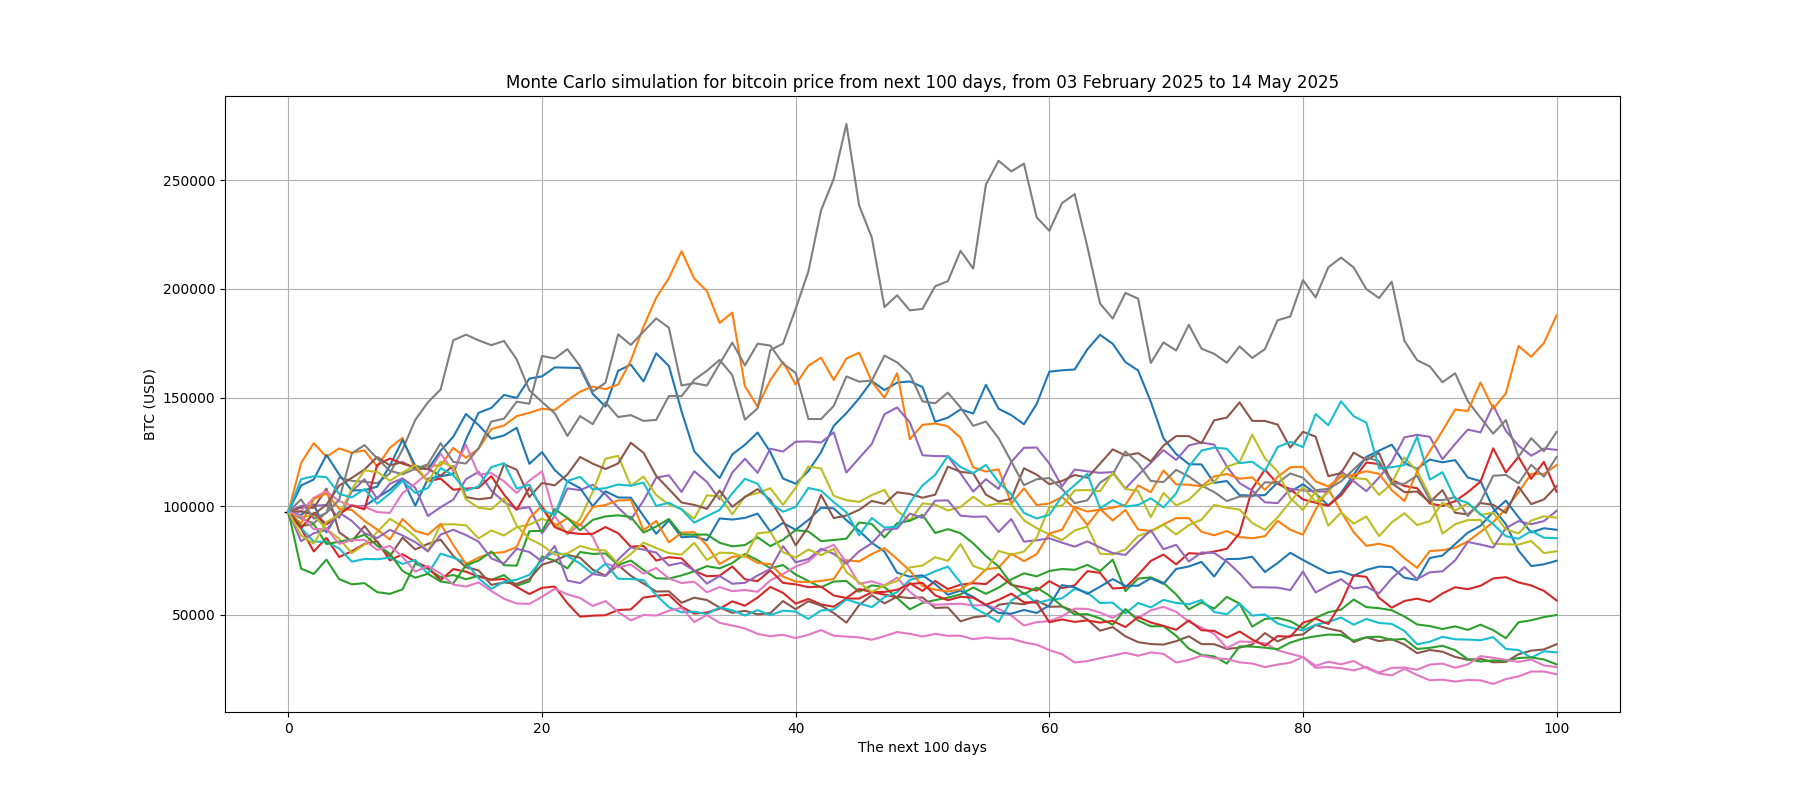 Monte Carlo simulation for bitcoin price from next 100 days, from 03 February 2025 to 14 May 2025
250000
200000
150000
100000
50000
BTC (USD)
0 20 40 60 80 100
The next 100 days